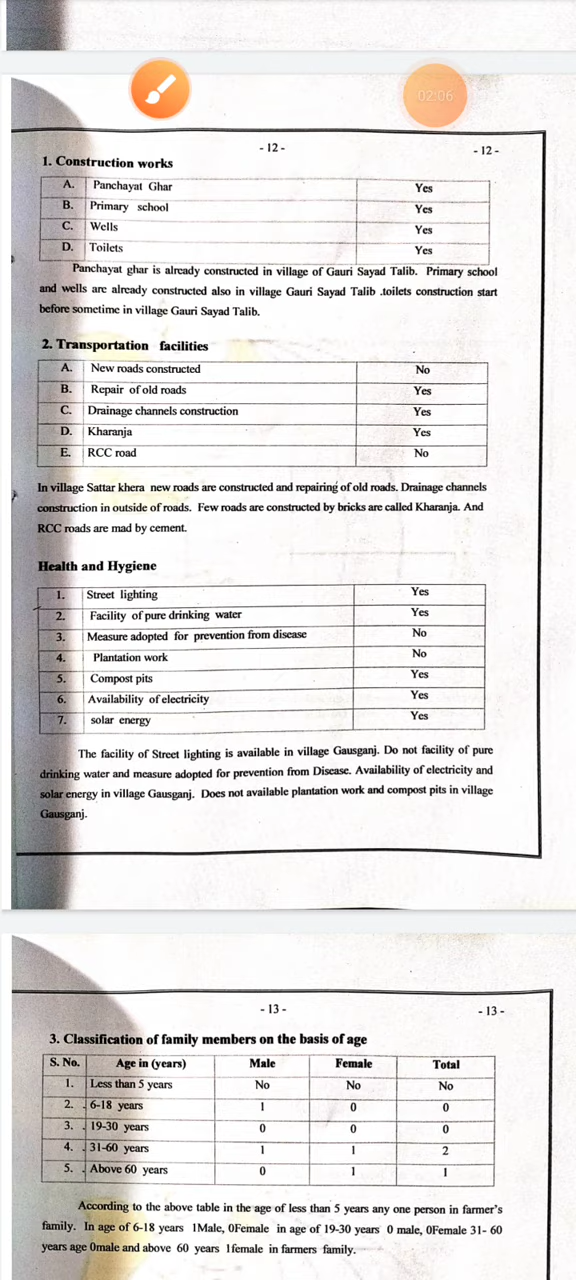 02:06
- 12 -
- 12 -
1. Construction works
A. Panchayat Ghar Yes
B. Primary school Yes
C. Wells Yes
D. Toilets Yes
Panchayat ghar is already constructed in village of Gauri Sayad Talib. Primary school
and wells are already constructed also in village Gauri Sayad Talib .toilets construction start
before sometime in village Gauri Sayad Talib.
2. Transportation facilities
A. New roads constructed No
B. Repair of old roads Yes
C. Drainage channels construction Yes
D. Kharanja Yes
E. RCC road No
In village Sattar khera new roads are constructed and repairing of old roads. Drainage channels
construction in outside of roads. Few roads are constructed by bricks are called Kharanja. And
RCC roads are mad by cement.
Health and Hygiene
1. Street lighting Yes
2. Facility of pure drinking water Yes
3. Measure adopted for prevention from disease No
4. Plantation work No
5. Compost pits Yes
6. Availability of electricity Yes
7. solar energy Yes
The facility of Street lighting is available in village Gausganj. Do not facility of pure
drinking water and measure adopted for prevention from Disease. Availability of electricity and
solar energy in village Gausganj. Does not available plantation work and compost pits in village
Gausganj.
- 13 -
- 13 -
3. Classification of family members on the basis of age
S. No. Age in (years) Male Female Total
1. Less than 5 years No No No
2. 6-18 years 1 0 0
3. 19-30 years 0 0 0
4. 31-60 years 1 1 2
5. Above 60 years 0 1 1
According to the above table in the age of less than 5 years any one person in farmer's
family. In age of 6-18 years 1Male, 0Female in age of 19-30 years 0 male, 0Female 31- 60
years age 0male and above 60 years 1female in farmers family.